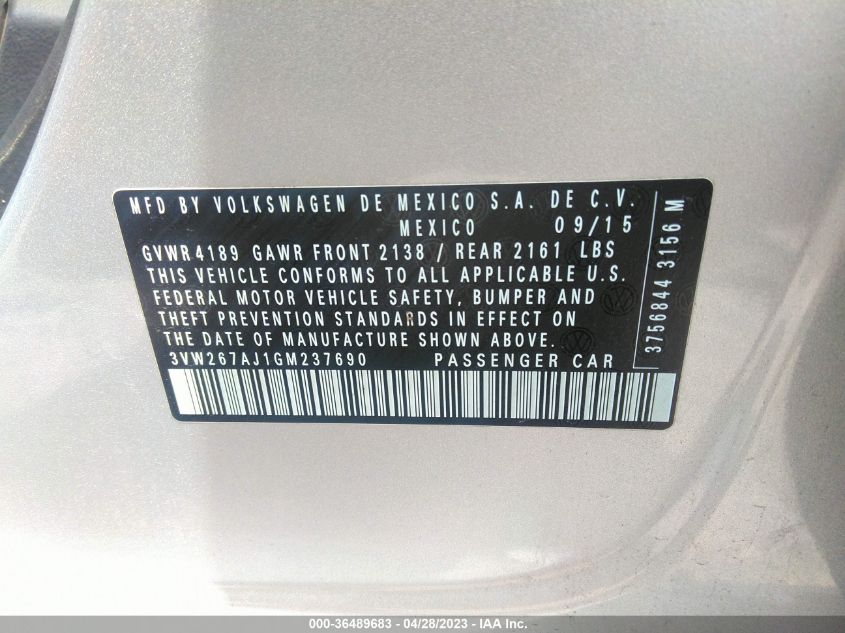 MFD BY VOLKSWAGEN DE MEXICO S.A. DE C.V.
MEXICO 09/15
GVWR 4189 GAWR FRONT 2138 / REAR 2161 LBS
THIS VEHICLE CONFORMS TO ALL APPLICABLE U.S.
FEDERAL MOTOR VEHICLE SAFETY, BUMPER AND
THEFT PREVENTION STANDARDS IN EFFECT ON
THE DATE OF MANUFACTURE SHOWN ABOVE.
3VW267AJ1GM237690 PASSENGER CAR
3756844 3156 M
000-36489683 / 04/28/2023 - IAA Inc.